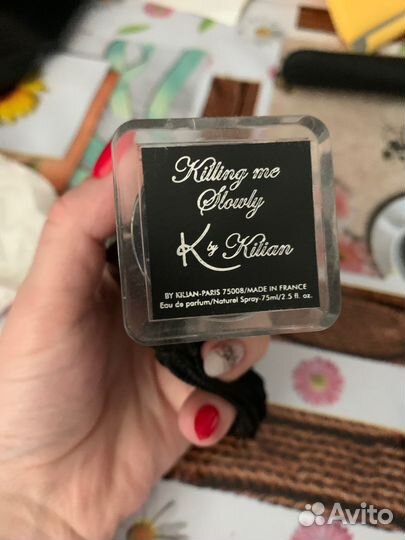 Killing me
Slowly
K by Kilian
BY KILIAN-PARIS 75008/MADE IN FRANCE
Eau de parfum/Naturel Spray-75ml/2.5 fl. oz.
Avito